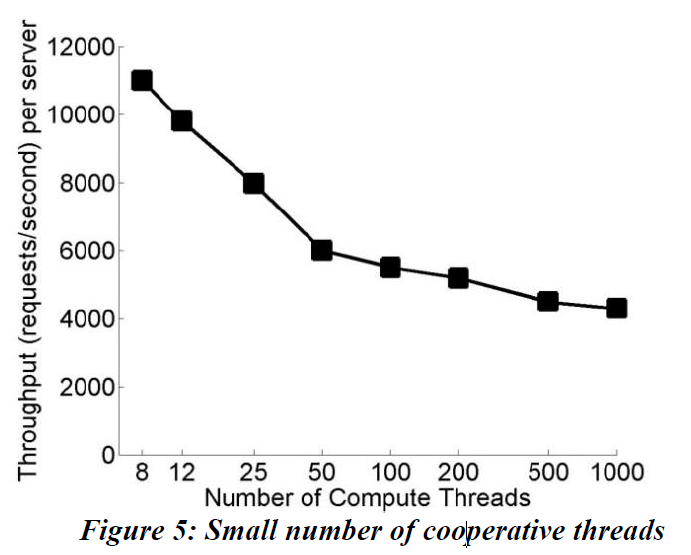 Throughput (requests/second) per server
12000
10000
8000
6000
4000
2000
0
8 12 25 50 100 200 500 1000
Number of Compute Threads
Figure 5: Small number of cooperative threads